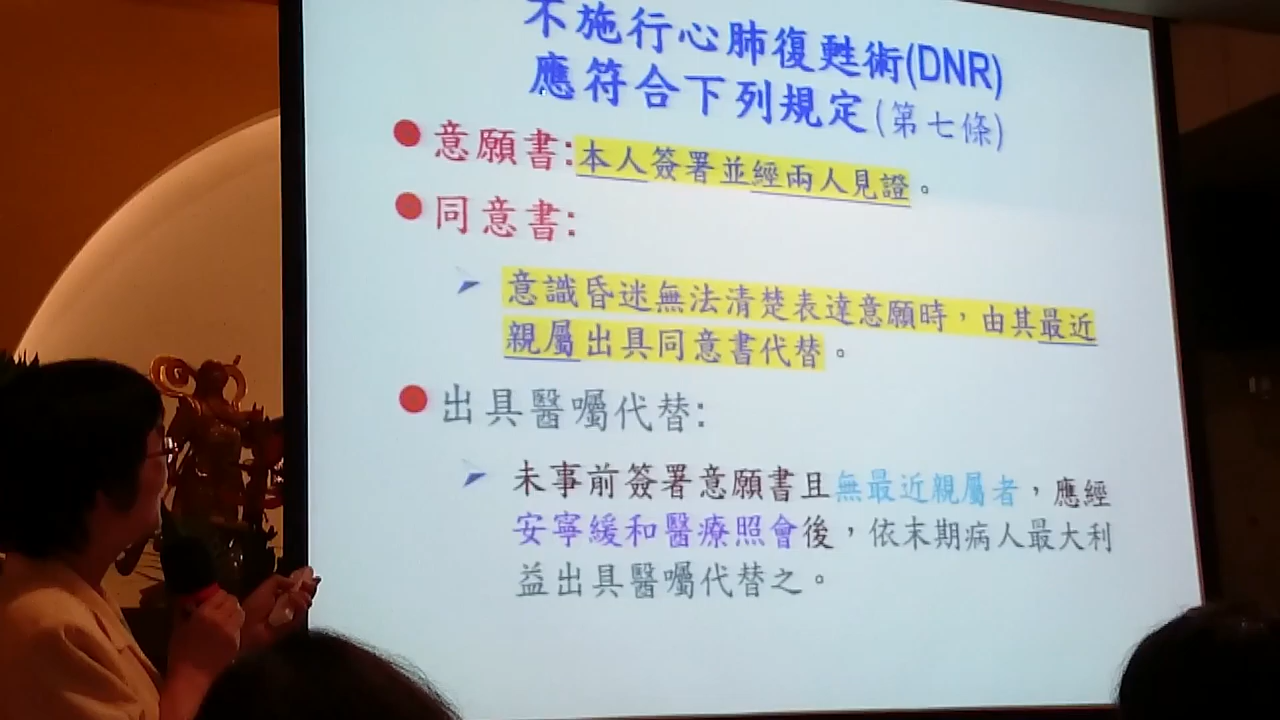 不施行心肺復甦術(DNR)
應符合下列規定(第七條)
意願書:本人簽署並經兩人見證。
同意書:
意識昏迷無法清楚表達意願時，由其最近
親屬出具同意書代替。
出具醫囑代替:
未事前簽署意願書且無最近親屬者，應經
安寧緩和醫療照會後，依末期病人最大利
益出具醫囑代替之。